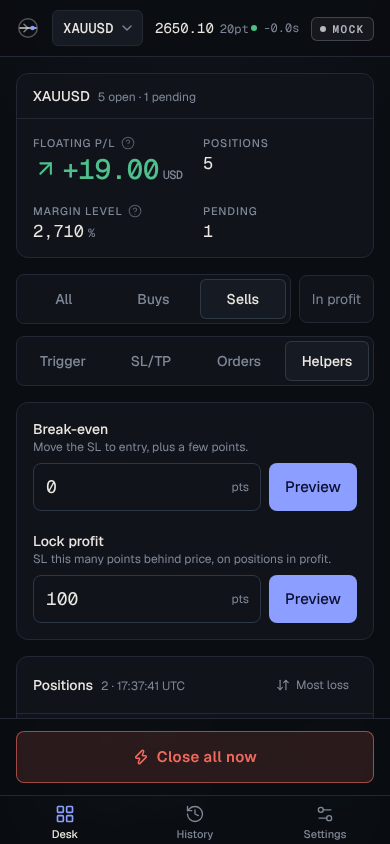 XAUUSD 2650.10 20pt -0.0s MOCK
XAUUSD 5 open · 1 pending
FLOATING P/L ? POSITIONS
+19.00 USD 5
MARGIN LEVEL ? PENDING
2,710 % 1
All Buys Sells In profit
Trigger SL/TP Orders Helpers
Break-even
Move the SL to entry, plus a few points.
0 pts Preview
Lock profit
SL this many points behind price, on positions in profit.
100 pts Preview
Positions 2 · 17:37:41 UTC Most loss
Close all now
Desk History Settings